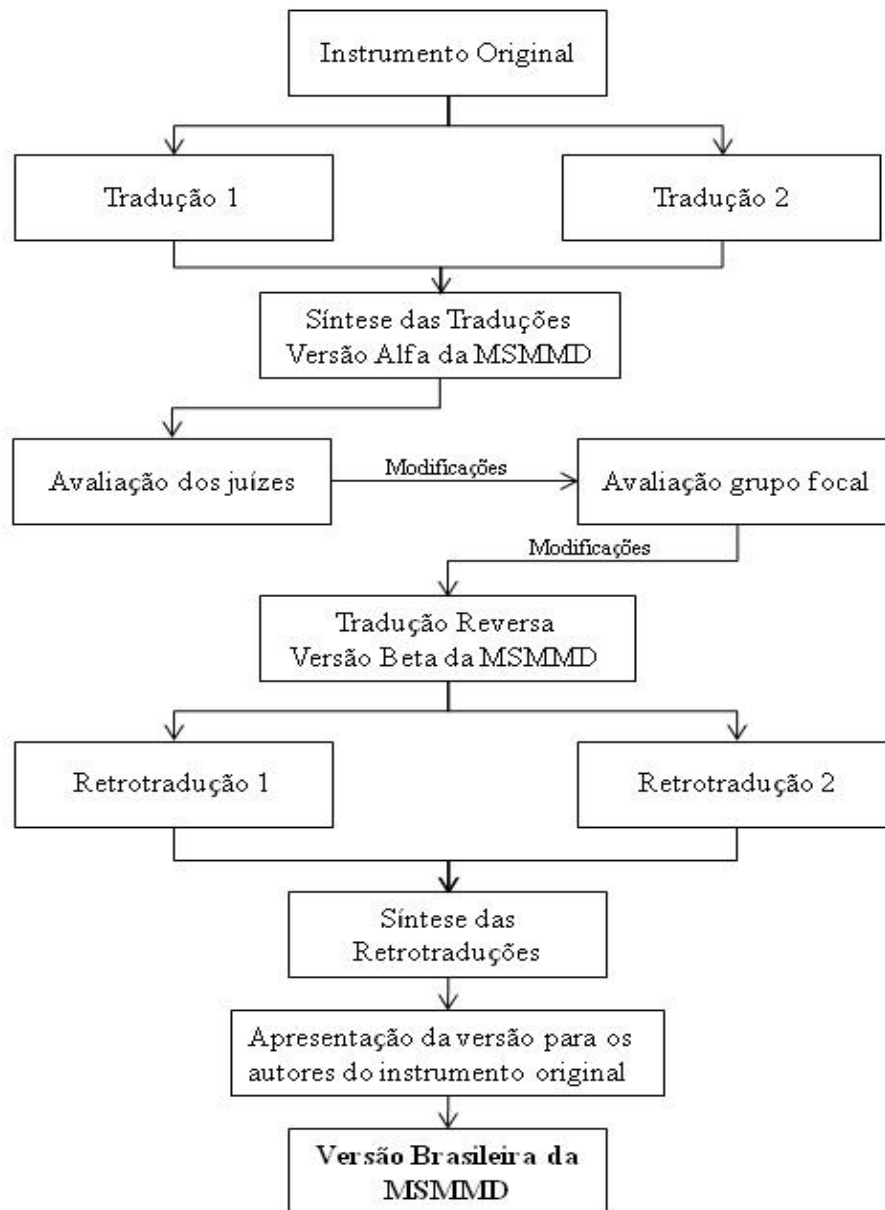 Instrumento Original
Tradução 1
Tradução 2
Síntese das Traduções
Versão Alfa da MSMMD
Avaliação dos juízes
Modificações
Avaliação grupo focal
Modificações
Tradução Reversa
Versão Beta da MSMMD
Retrotradução 1
Retrotradução 2
Síntese das
Retrotraduções
Apresentação da versão para os
autores do instrumento original
Versão Brasileira da
MSMMD